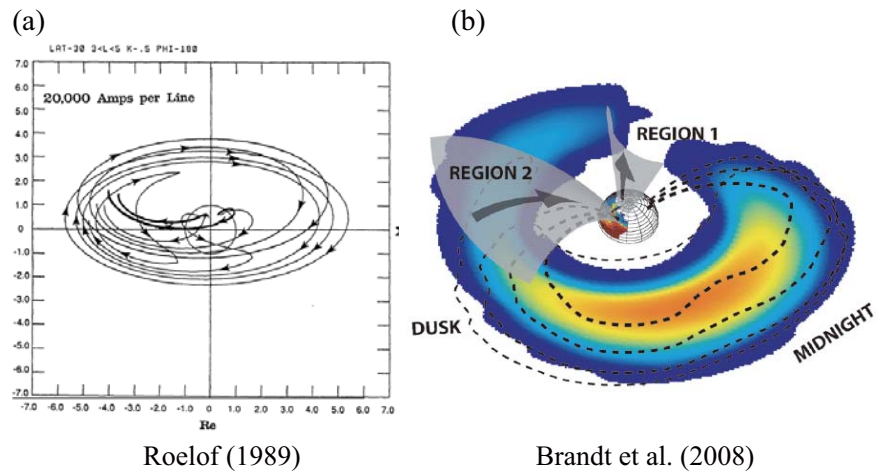 (a)
LAT-30 3<L<5 K-.5 PHI-180
7.0
6.0
5.0
4.0
3.0
2.0
1.0
0
-1.0
-2.0
-3.0
-4.0
-5.0
-6.0
-7.0
20,000 Amps per Line
-7.0 -6.0 -5.0 -4.0 -3.0 -2.0 -1.0 0 1.0 2.0 3.0 4.0 5.0 6.0 7.0
Re
Roelof (1989)
(b)
REGION 1
REGION 2
DUSK
MIDNIGHT
Brandt et al. (2008)